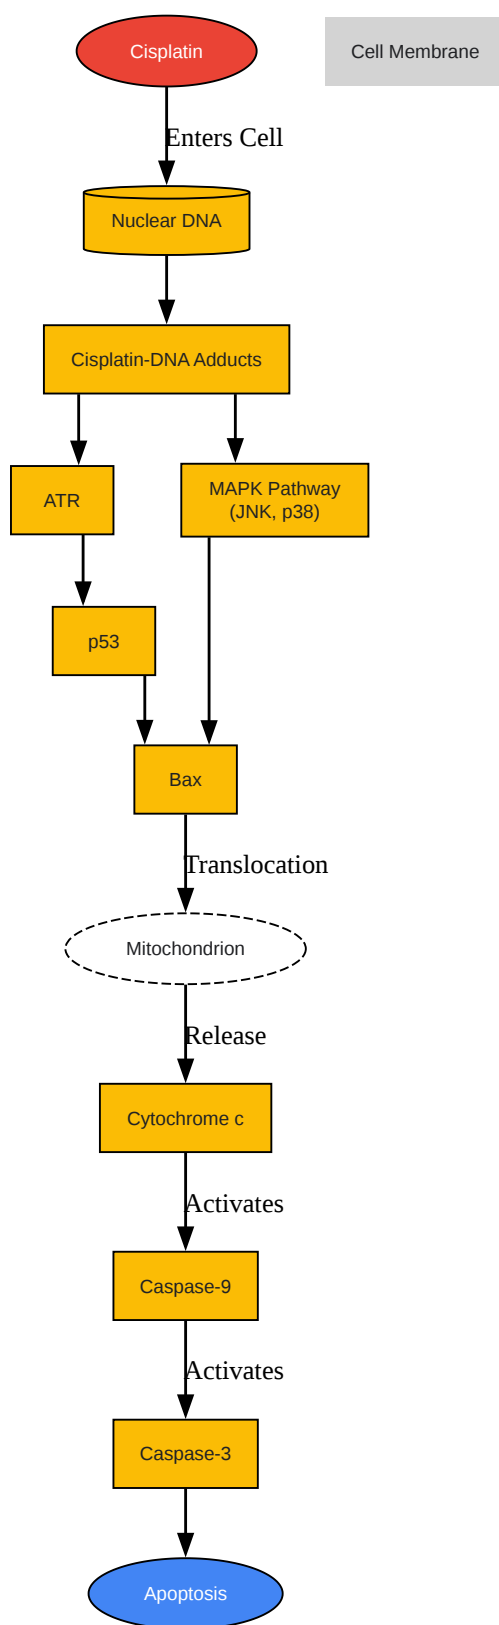 Cisplatin
Cell Membrane
Enters Cell
Nuclear DNA
Cisplatin-DNA Adducts
ATR
MAPK Pathway
(JNK, p38)
p53
Bax
Translocation
Mitochondrion
Release
Cytochrome c
Activates
Caspase-9
Activates
Caspase-3
Apoptosis